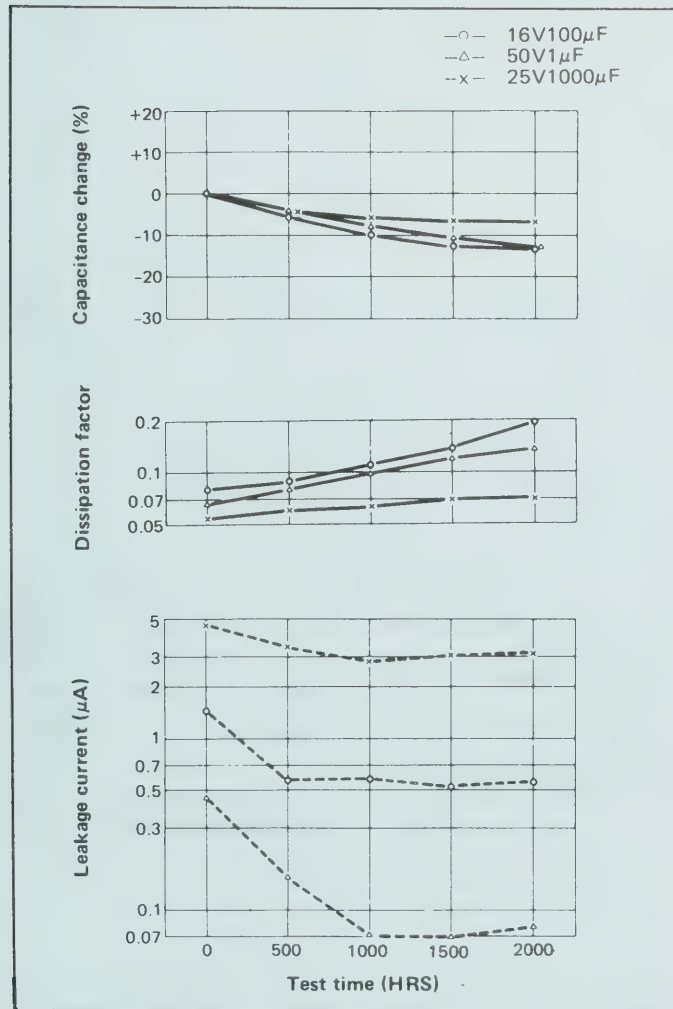 16V100μF
50V1μF
25V1000μF
Capacitance change (%)
+20
+10
0
-10
-20
-30
Dissipation factor
0.2
0.1
0.07
0.05
Leakage current (μA)
5
3
2
1
0.7
0.5
0.3
0.1
0.07
0 500 1000 1500 2000
Test time (HRS)